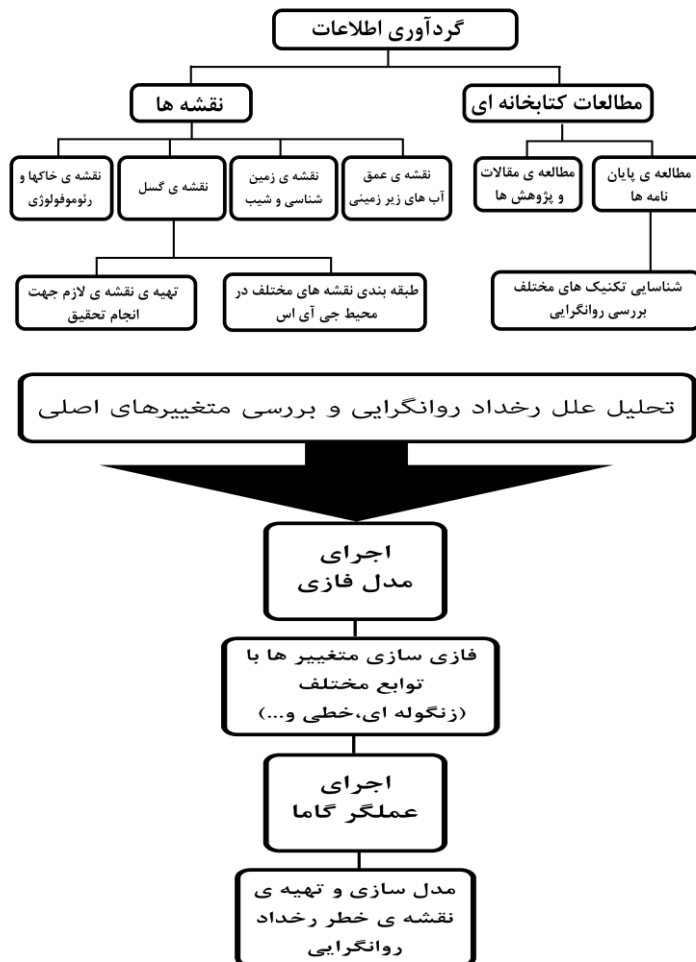 گردآوری اطلاعات
مطالعات کتابخانه ای
نقشه ها
مطالعه ی پایان
نامه ها
مطالعه ی مقالات
و پژوهش ها
نقشه ی عمق
آب های زیر زمینی
نقشه ی زمین
شناسی و شیب
نقشه ی گسل
نقشه ی خاکها و
رئوموفولوژی
شناسایی تکنیک های مختلف
بررسی روانگرایی
طبقه بندی نقشه های مختلف در
محیط جی آی اس
تهیه ی نقشه ی لازم جهت
انجام تحقیق
تحلیل علل رخداد روانگرایی و بررسی متغییرهای اصلی
اجرای
مدل فازی
فازی سازی متغییر ها با
توابع مختلف
(زنگوله ای،خطی و...)
اجرای
عملگر گاما
مدل سازی و تهیه ی
نقشه ی خطر رخداد
روانگرایی